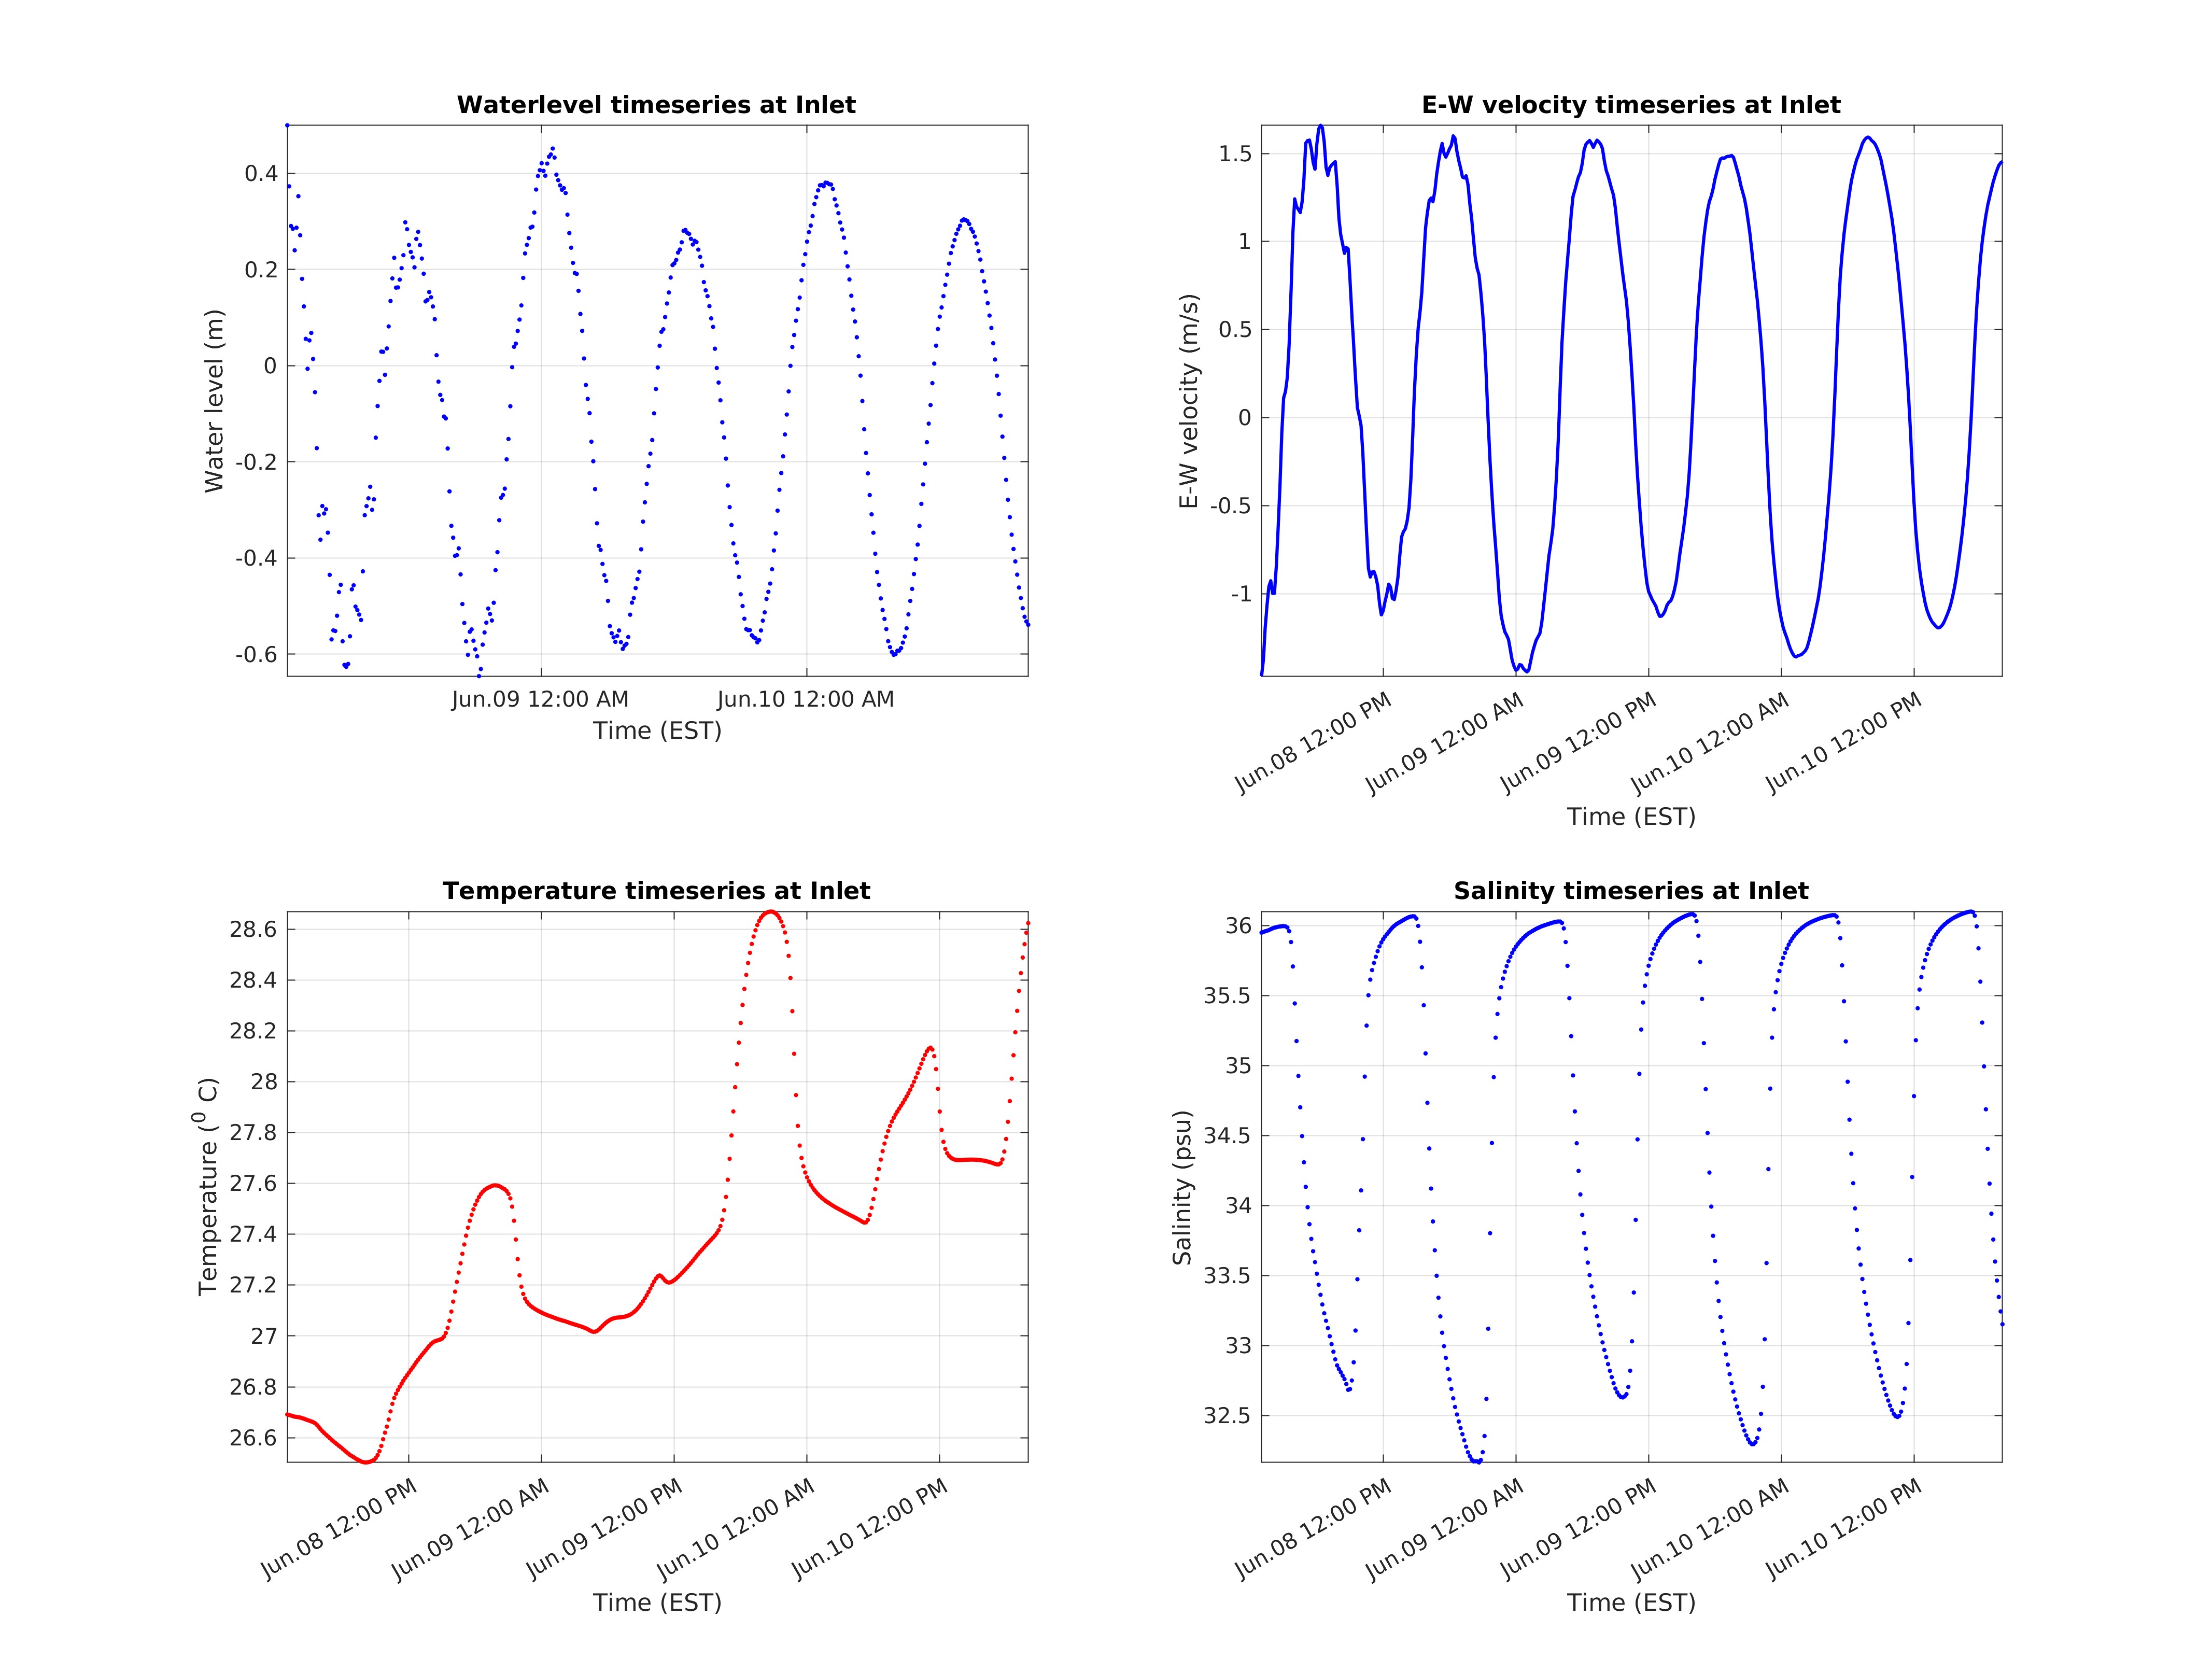 Waterlevel timeseries at Inlet
0.4
0.2
0
-0.2
-0.4
-0.6
Water level (m)
Jun.09 12:00 AM
Jun.10 12:00 AM
Time (EST)
E-W velocity timeseries at Inlet
1.5
1
0.5
0
-0.5
-1
E-W velocity (m/s)
Jun.08 12:00 PM
Jun.09 12:00 AM
Jun.09 12:00 PM
Jun.10 12:00 AM
Jun.10 12:00 PM
Time (EST)
Temperature timeseries at Inlet
28.6
28.4
28.2
28
27.8
27.6
27.4
27.2
27
26.8
26.6
Temperature (⁰ C)
Jun.08 12:00 PM
Jun.09 12:00 AM
Jun.09 12:00 PM
Jun.10 12:00 AM
Jun.10 12:00 PM
Time (EST)
Salinity timeseries at Inlet
36
35.5
35
34.5
34
33.5
33
32.5
Salinity (psu)
Jun.08 12:00 PM
Jun.09 12:00 AM
Jun.09 12:00 PM
Jun.10 12:00 AM
Jun.10 12:00 PM
Time (EST)